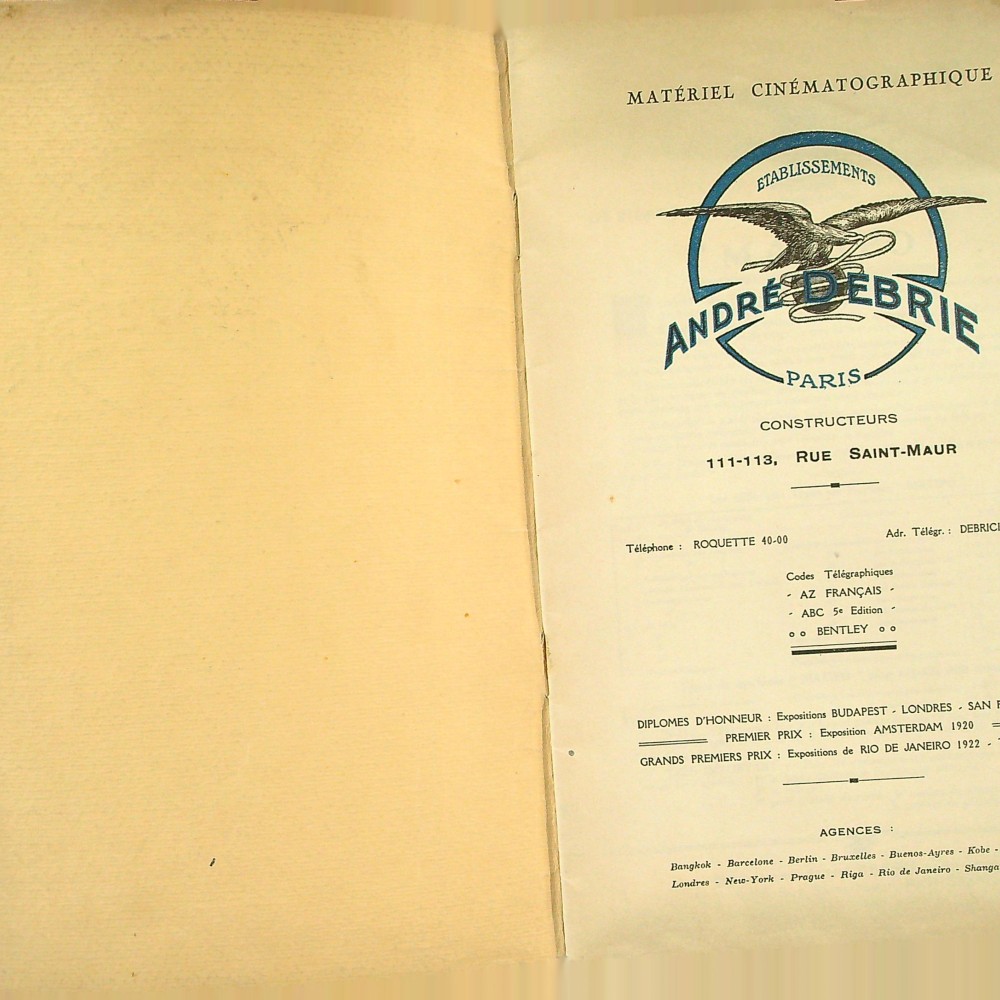 MATÉRIEL CINÉMATOGRAPHIQUE
ETABLISSEMENTS
ANDRÉ DEBRIE
PARIS
CONSTRUCTEURS
111-113, RUE SAINT-MAUR
Téléphone : ROQUETTE 40-00 Adr. Télégr. :
Codes Télégraphiques
- AZ FRANÇAIS -
- ABC 5e Edition -
BENTLEY
DIPLOMES D'HONNEUR : Expositions BUDAPEST - LONDRES - SAN
PREMIER PRIX : Exposition AMSTERDAM 1920
GRANDS PREMIERS PRIX : Expositions de RIO DE JANEIRO 1922 -
AGENCES :
Bangkok - Barcelone - Berlin - Bruxelles - Buenos-Ayres - Kobe -
Londres - New-York - Prague - Riga - Rio de Janeiro -